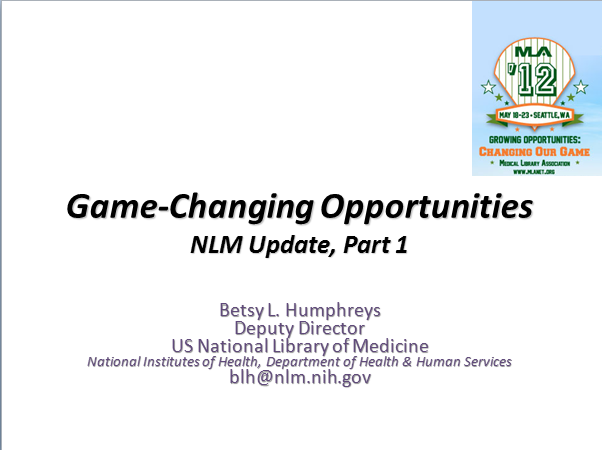 MLA
'12
MAY 18-23 • SEATTLE, WA
GROWING OPPORTUNITIES:
CHANGING OUR GAME
MEDICAL LIBRARY ASSOCIATION
WWW.MLANET.ORG
Game-Changing Opportunities
NLM Update, Part 1
Betsy L. Humphreys
Deputy Director
US National Library of Medicine
National Institutes of Health, Department of Health & Human Services
blh@nlm.nih.gov